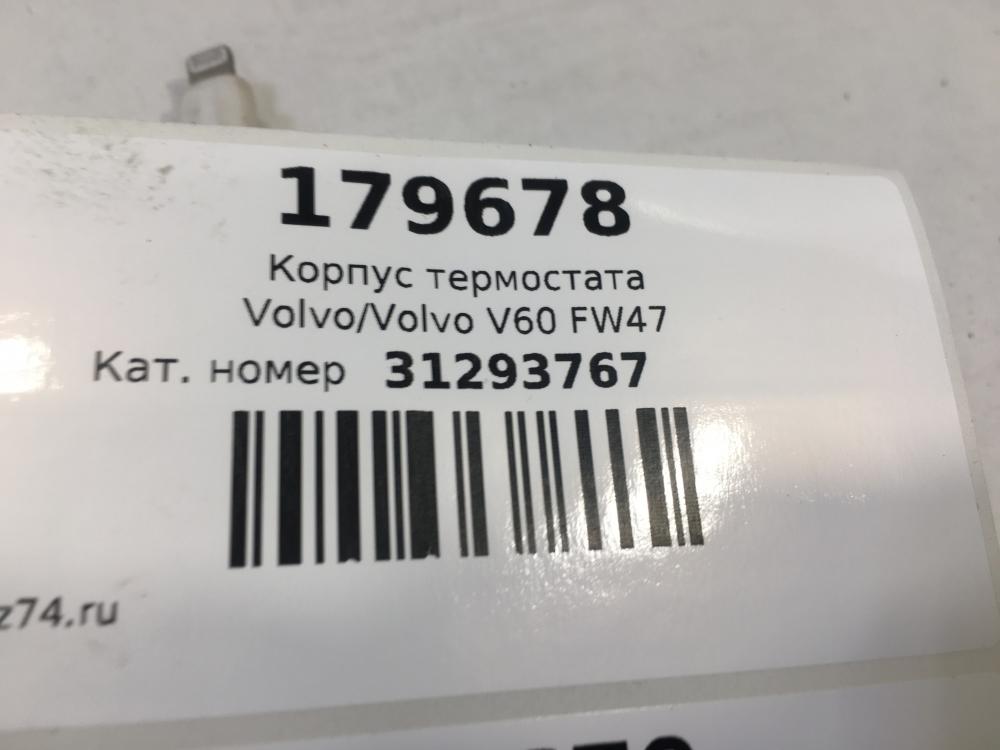 179678
Корпус термостата
Volvo/Volvo V60 FW47
Кат. номер 31293767
z74.ru